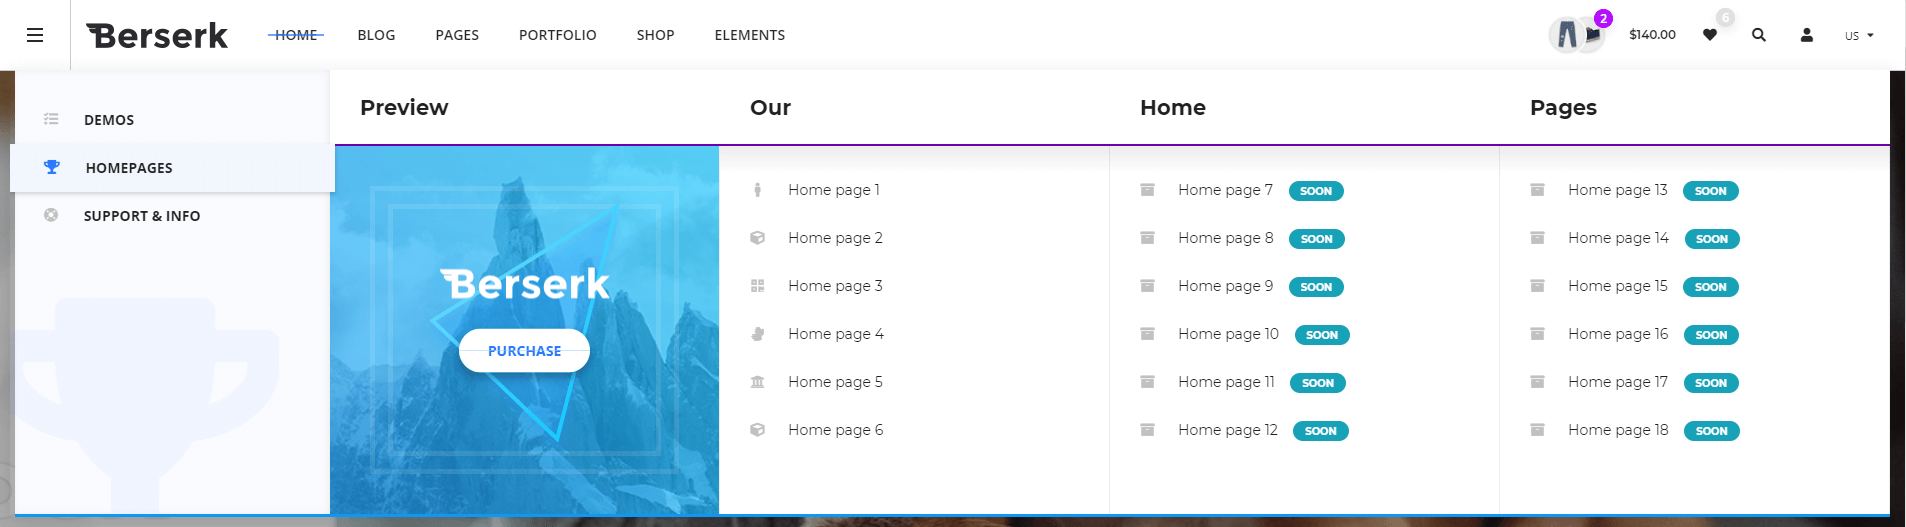 Berserk HOME BLOG PAGES PORTFOLIO SHOP ELEMENTS 2 $140.00 6 US
DEMOS
HOMEPAGES
SUPPORT & INFO
Preview Our Home Pages
Berserk
PURCHASE
Home page 1
Home page 2
Home page 3
Home page 4
Home page 5
Home page 6
Home page 7 SOON
Home page 8 SOON
Home page 9 SOON
Home page 10 SOON
Home page 11 SOON
Home page 12 SOON
Home page 13 SOON
Home page 14 SOON
Home page 15 SOON
Home page 16 SOON
Home page 17 SOON
Home page 18 SOON